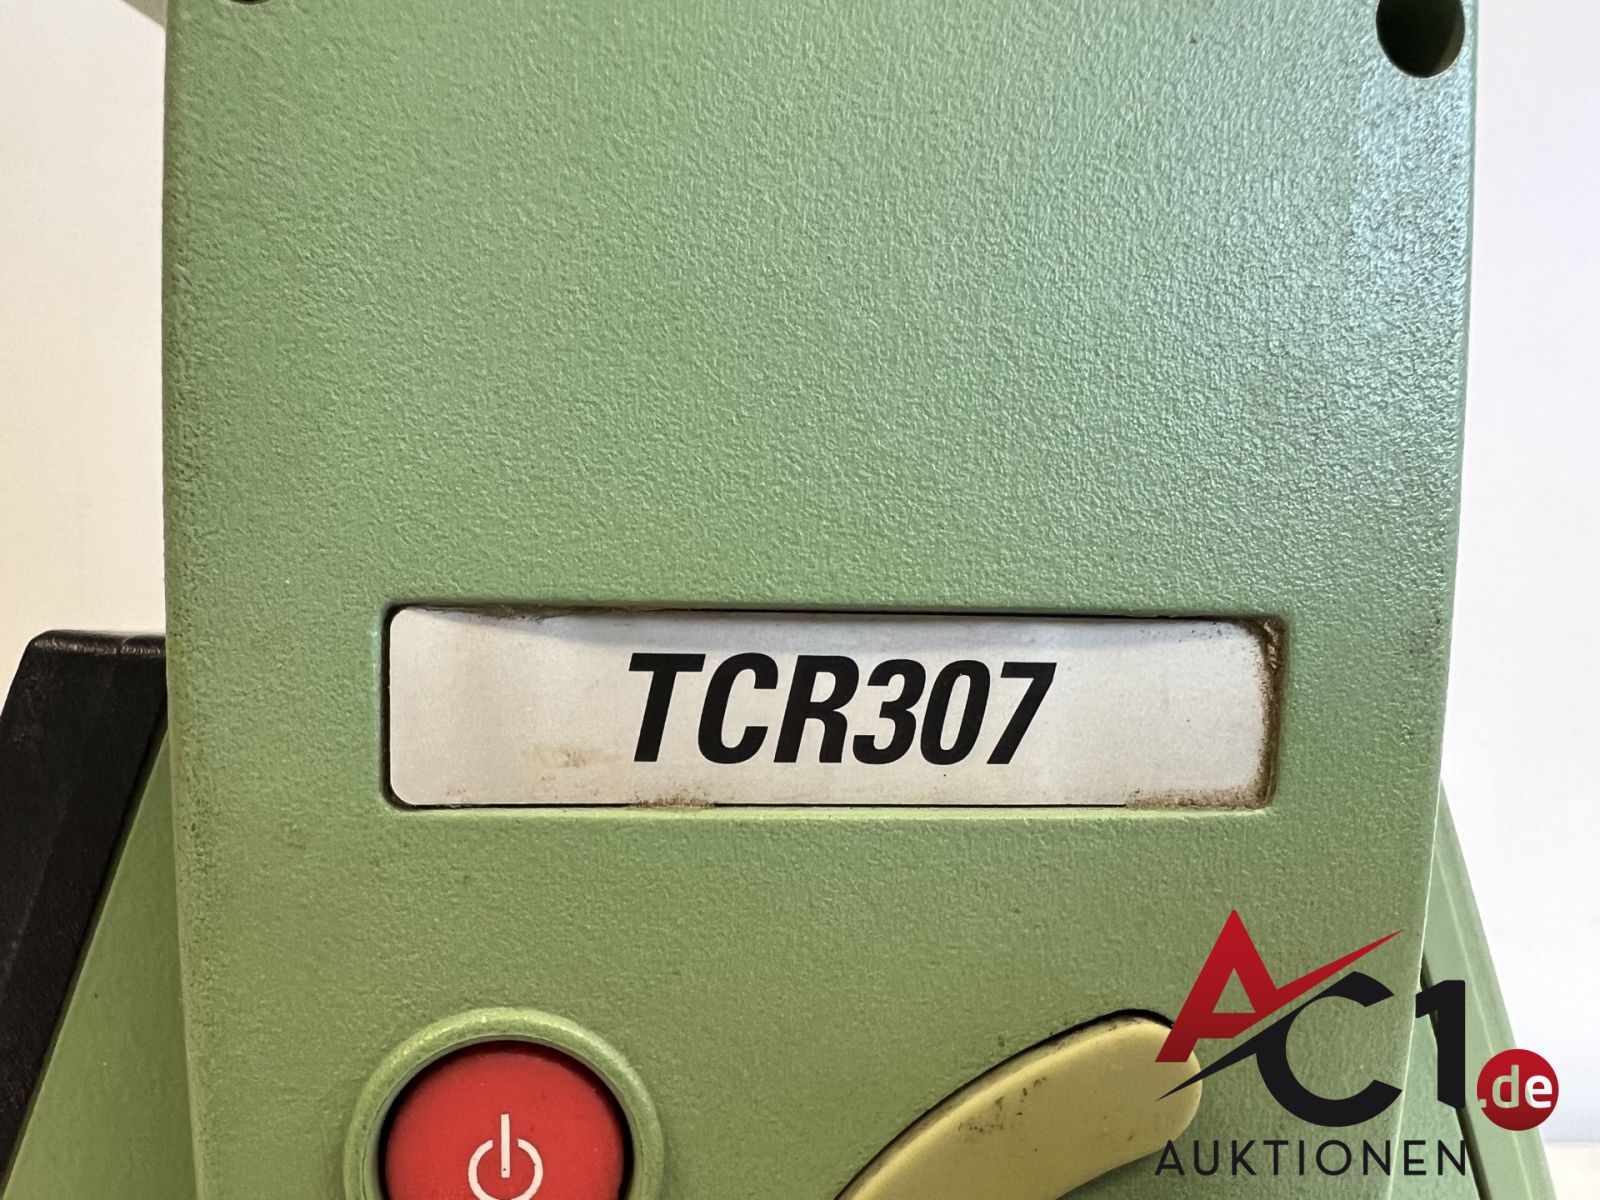 TCR307
AC1.de
AUKTIONEN